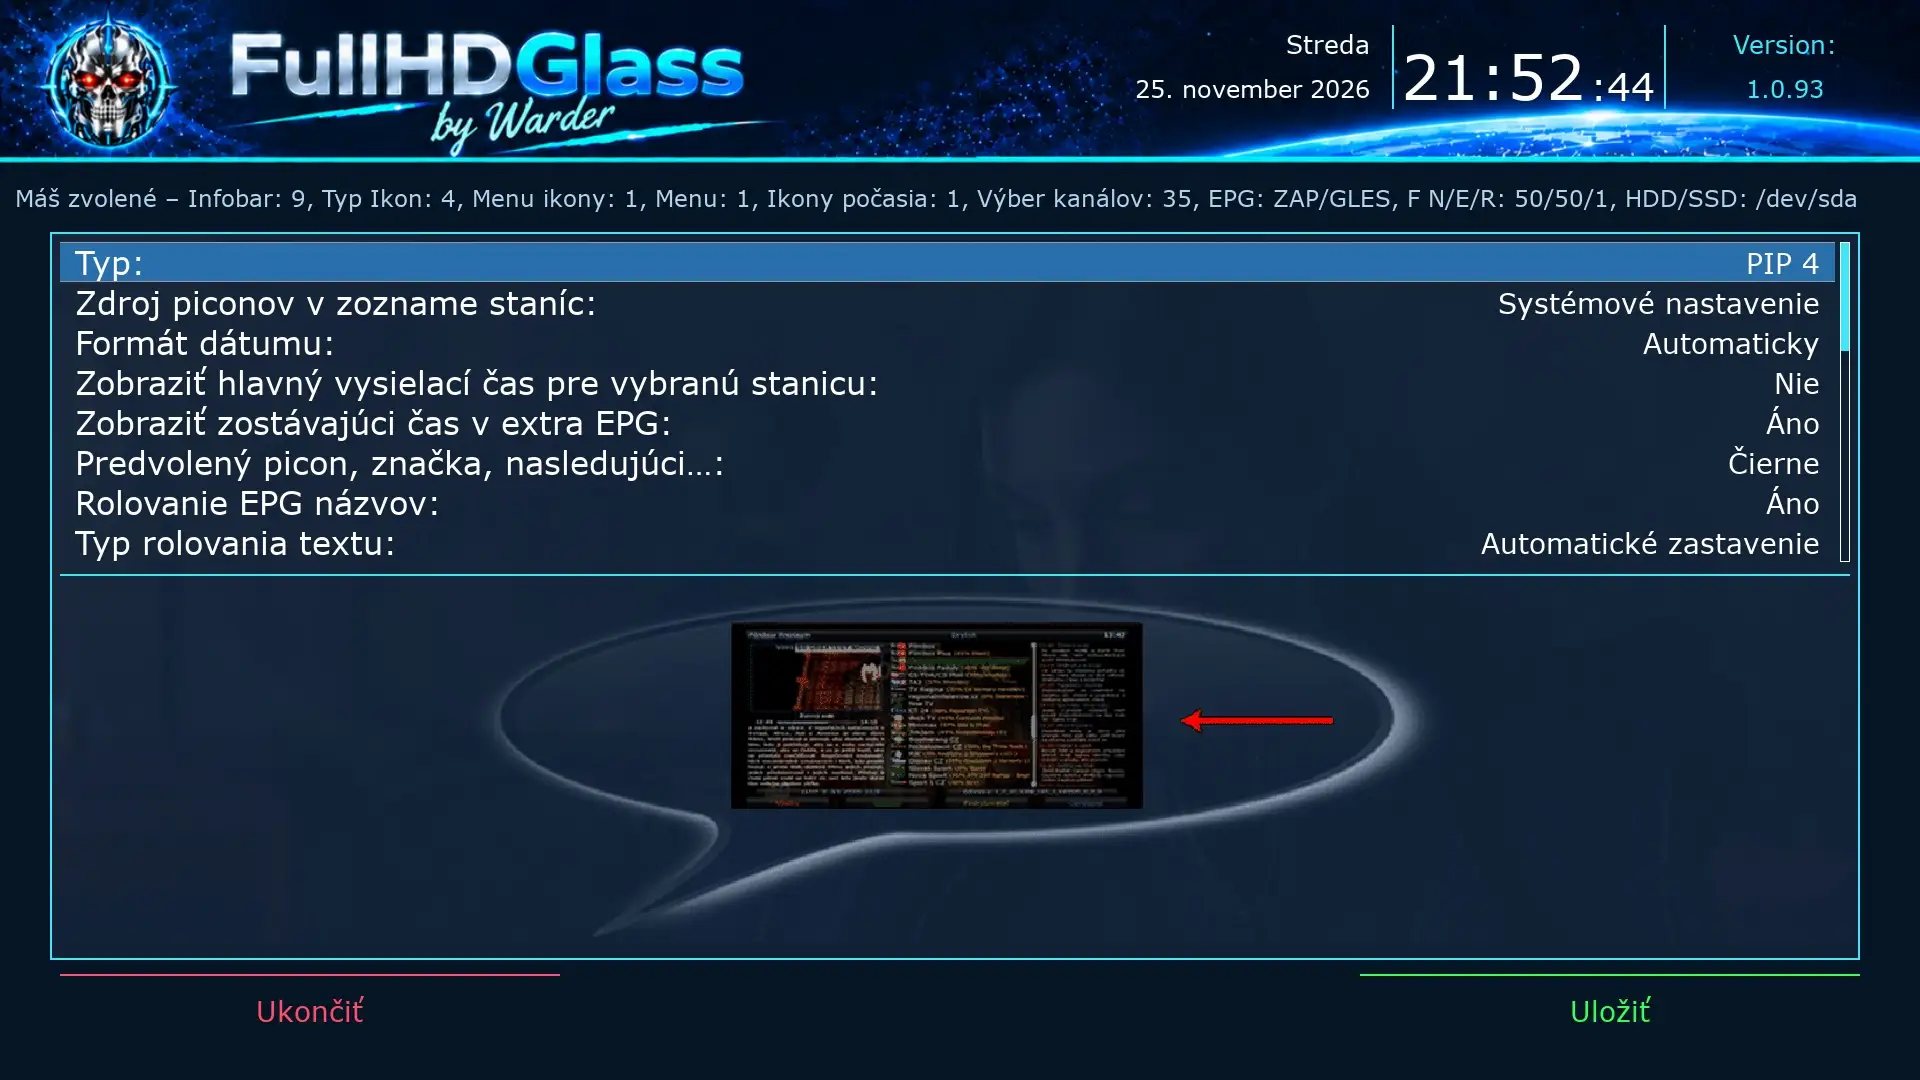 FullHDGlass
by Warder
Streda
25. november 2026
21:52:44
Version:
1.0.93
Máš zvolené – Infobar: 9, Typ Ikon: 4, Menu ikony: 1, Menu: 1, Ikony počasia: 1, Výber kanálov: 35, EPG: ZAP/GLES, F N/E/R: 50/50/1, HDD/SSD: /dev/sda
Typ: PIP 4
Zdroj piconov v zozname staníc: Systémové nastavenie
Formát dátumu: Automaticky
Zobraziť hlavný vysielací čas pre vybranú stanicu: Nie
Zobraziť zostávajúci čas v extra EPG: Áno
Predvolený picon, značka, nasledujúci...: Čierne
Rolovanie EPG názvov: Áno
Typ rolovania textu: Automatické zastavenie
Ukončiť
Uložiť